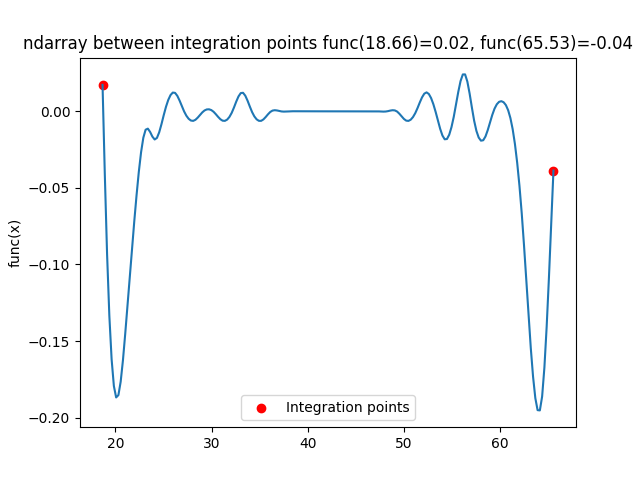 ndarray between integration points func(18.66)=0.02, func(65.53)=-0.04
0.00
−0.05
−0.10
−0.15
−0.20
func(x)
Integration points
20 30 40 50 60